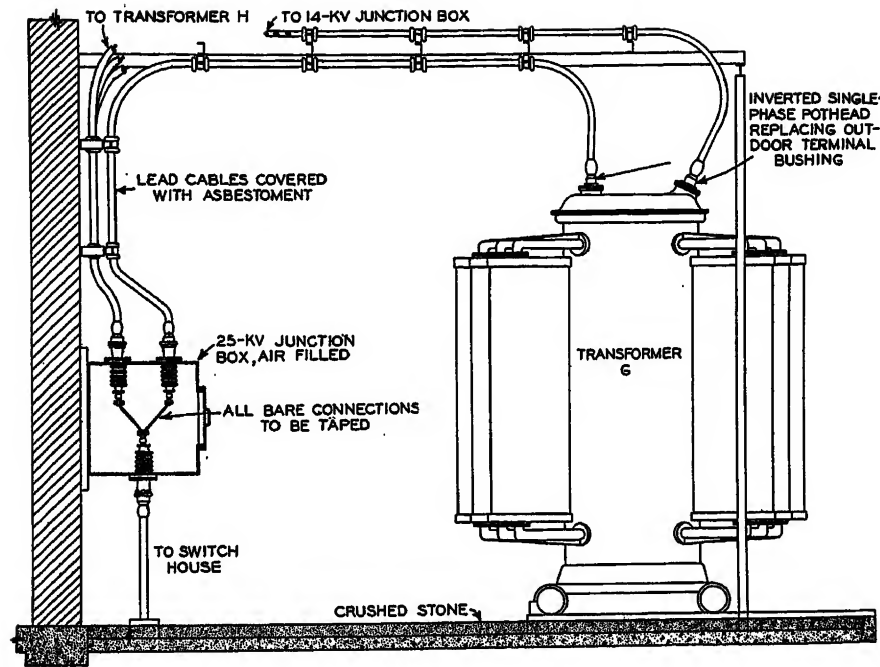 TO TRANSFORMER H
TO 14-KV JUNCTION BOX
INVERTED SINGLE-
PHASE POTHEAD
REPLACING OUT-
DOOR TERMINAL
BUSHING
LEAD CABLES COVERED
WITH ASBESTOMENT
25-KV JUNCTION
BOX, AIR FILLED
TRANSFORMER
G
ALL BARE CONNECTIONS
TO BE TAPED
TO SWITCH
HOUSE
CRUSHED STONE